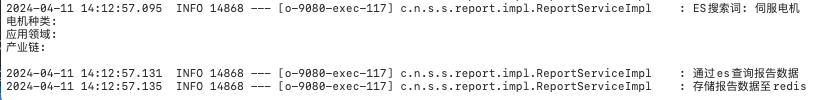 2024-04-11 14:12:57.095  INFO 14868 --- [o-9080-exec-117] c.n.s.s.report.impl.ReportServiceImpl    : ES搜索词: 伺服电机
电机种类:
应用领域:
产业链:
2024-04-11 14:12:57.131  INFO 14868 --- [o-9080-exec-117] c.n.s.s.report.impl.ReportServiceImpl    : 通过es查询报告数据
2024-04-11 14:12:57.135  INFO 14868 --- [o-9080-exec-117] c.n.s.s.report.impl.ReportServiceImpl    : 存储报告数据至redis